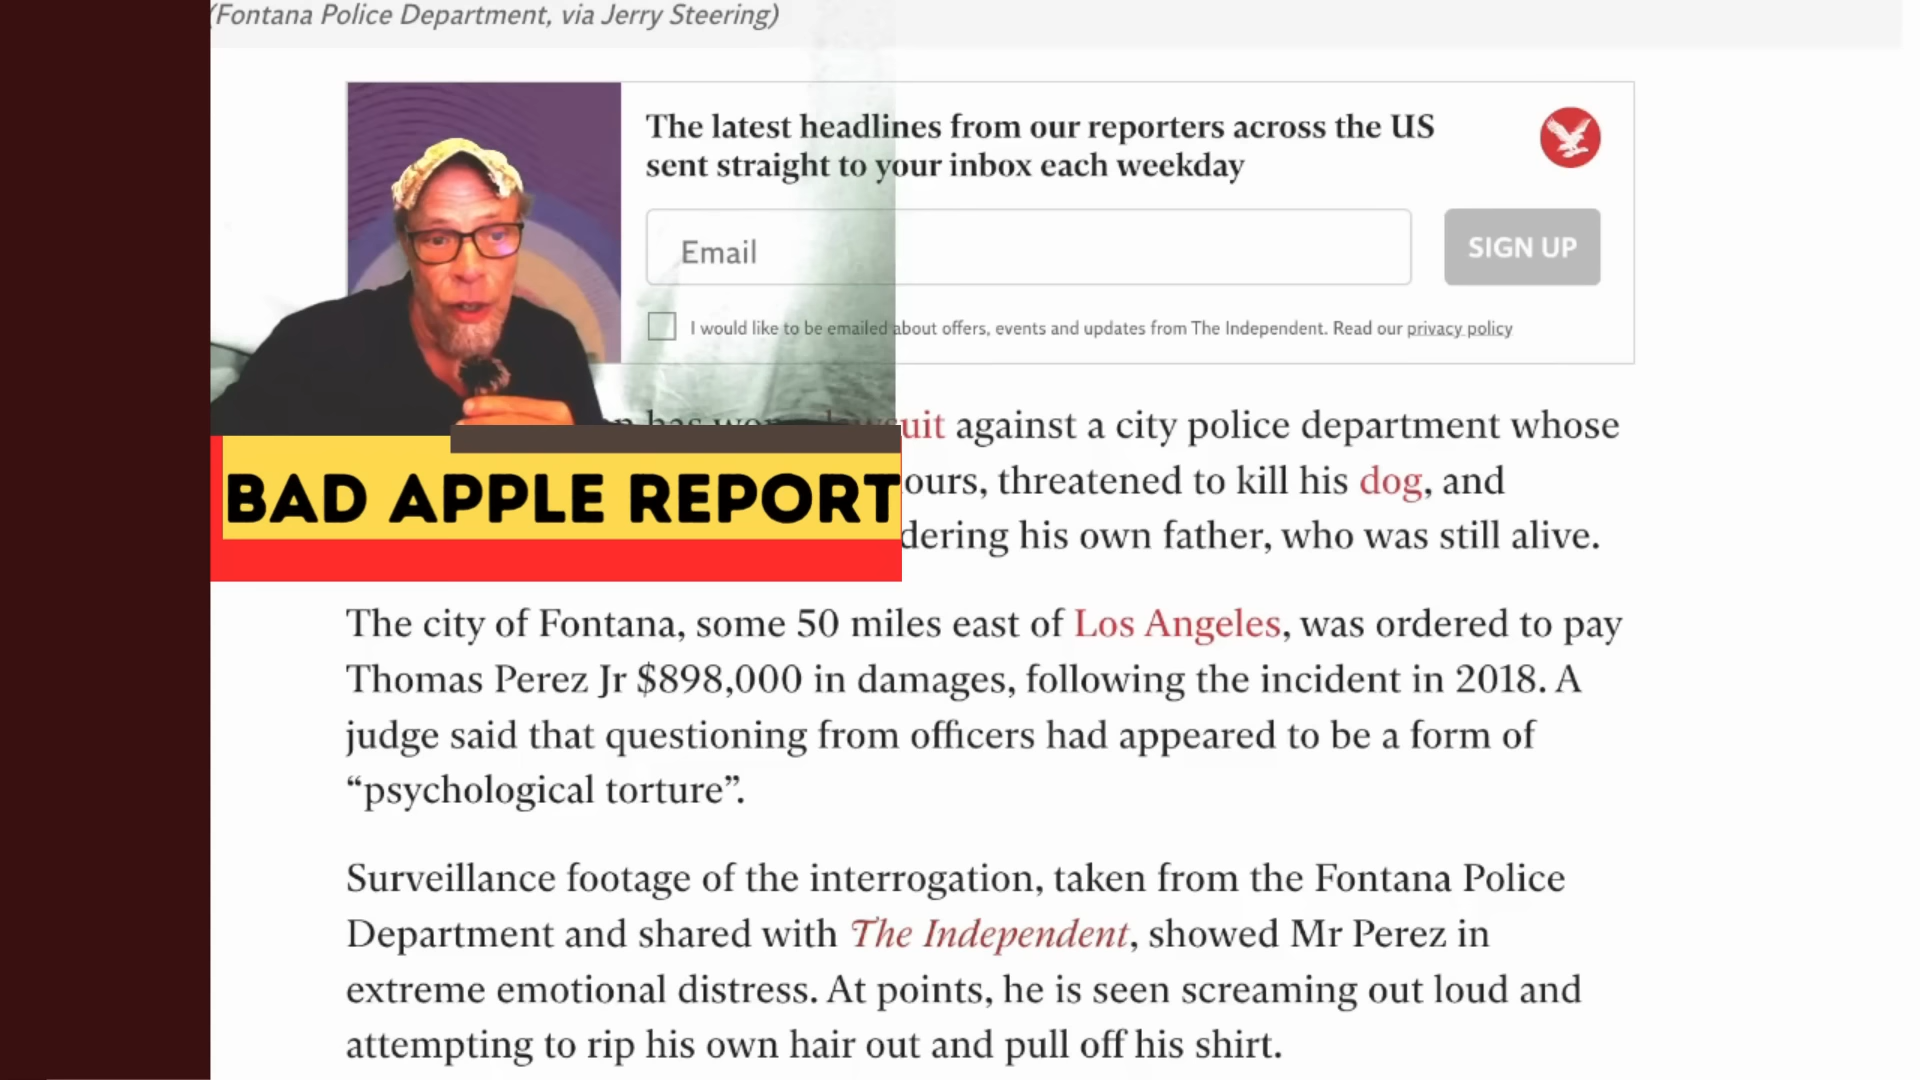 (Fontana Police Department, via Jerry Steering)
The latest headlines from our reporters across the US
sent straight to your inbox each weekday
Email
SIGN UP
I would like to be emailed about offers, events and updates from The Independent. Read our privacy policy
has won lawsuit against a city police department whose
ours, threatened to kill his dog, and
dering his own father, who was still alive.
BAD APPLE REPORT
The city of Fontana, some 50 miles east of Los Angeles, was ordered to pay
Thomas Perez Jr $898,000 in damages, following the incident in 2018. A
judge said that questioning from officers had appeared to be a form of
“psychological torture”.
Surveillance footage of the interrogation, taken from the Fontana Police
Department and shared with The Independent, showed Mr Perez in
extreme emotional distress. At points, he is seen screaming out loud and
attempting to rip his own hair out and pull off his shirt.